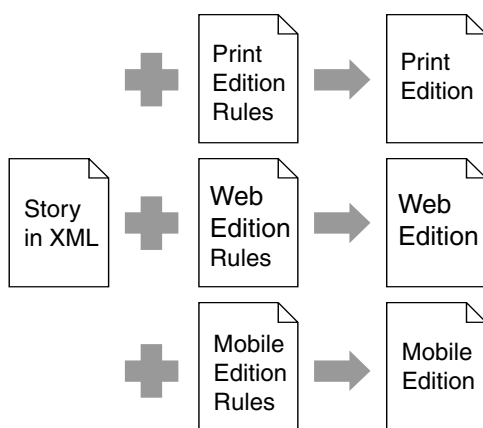 Print
Edition
Rules
Print
Edition
Story
in XML
Web
Edition
Rules
Web
Edition
Mobile
Edition
Rules
Mobile
Edition